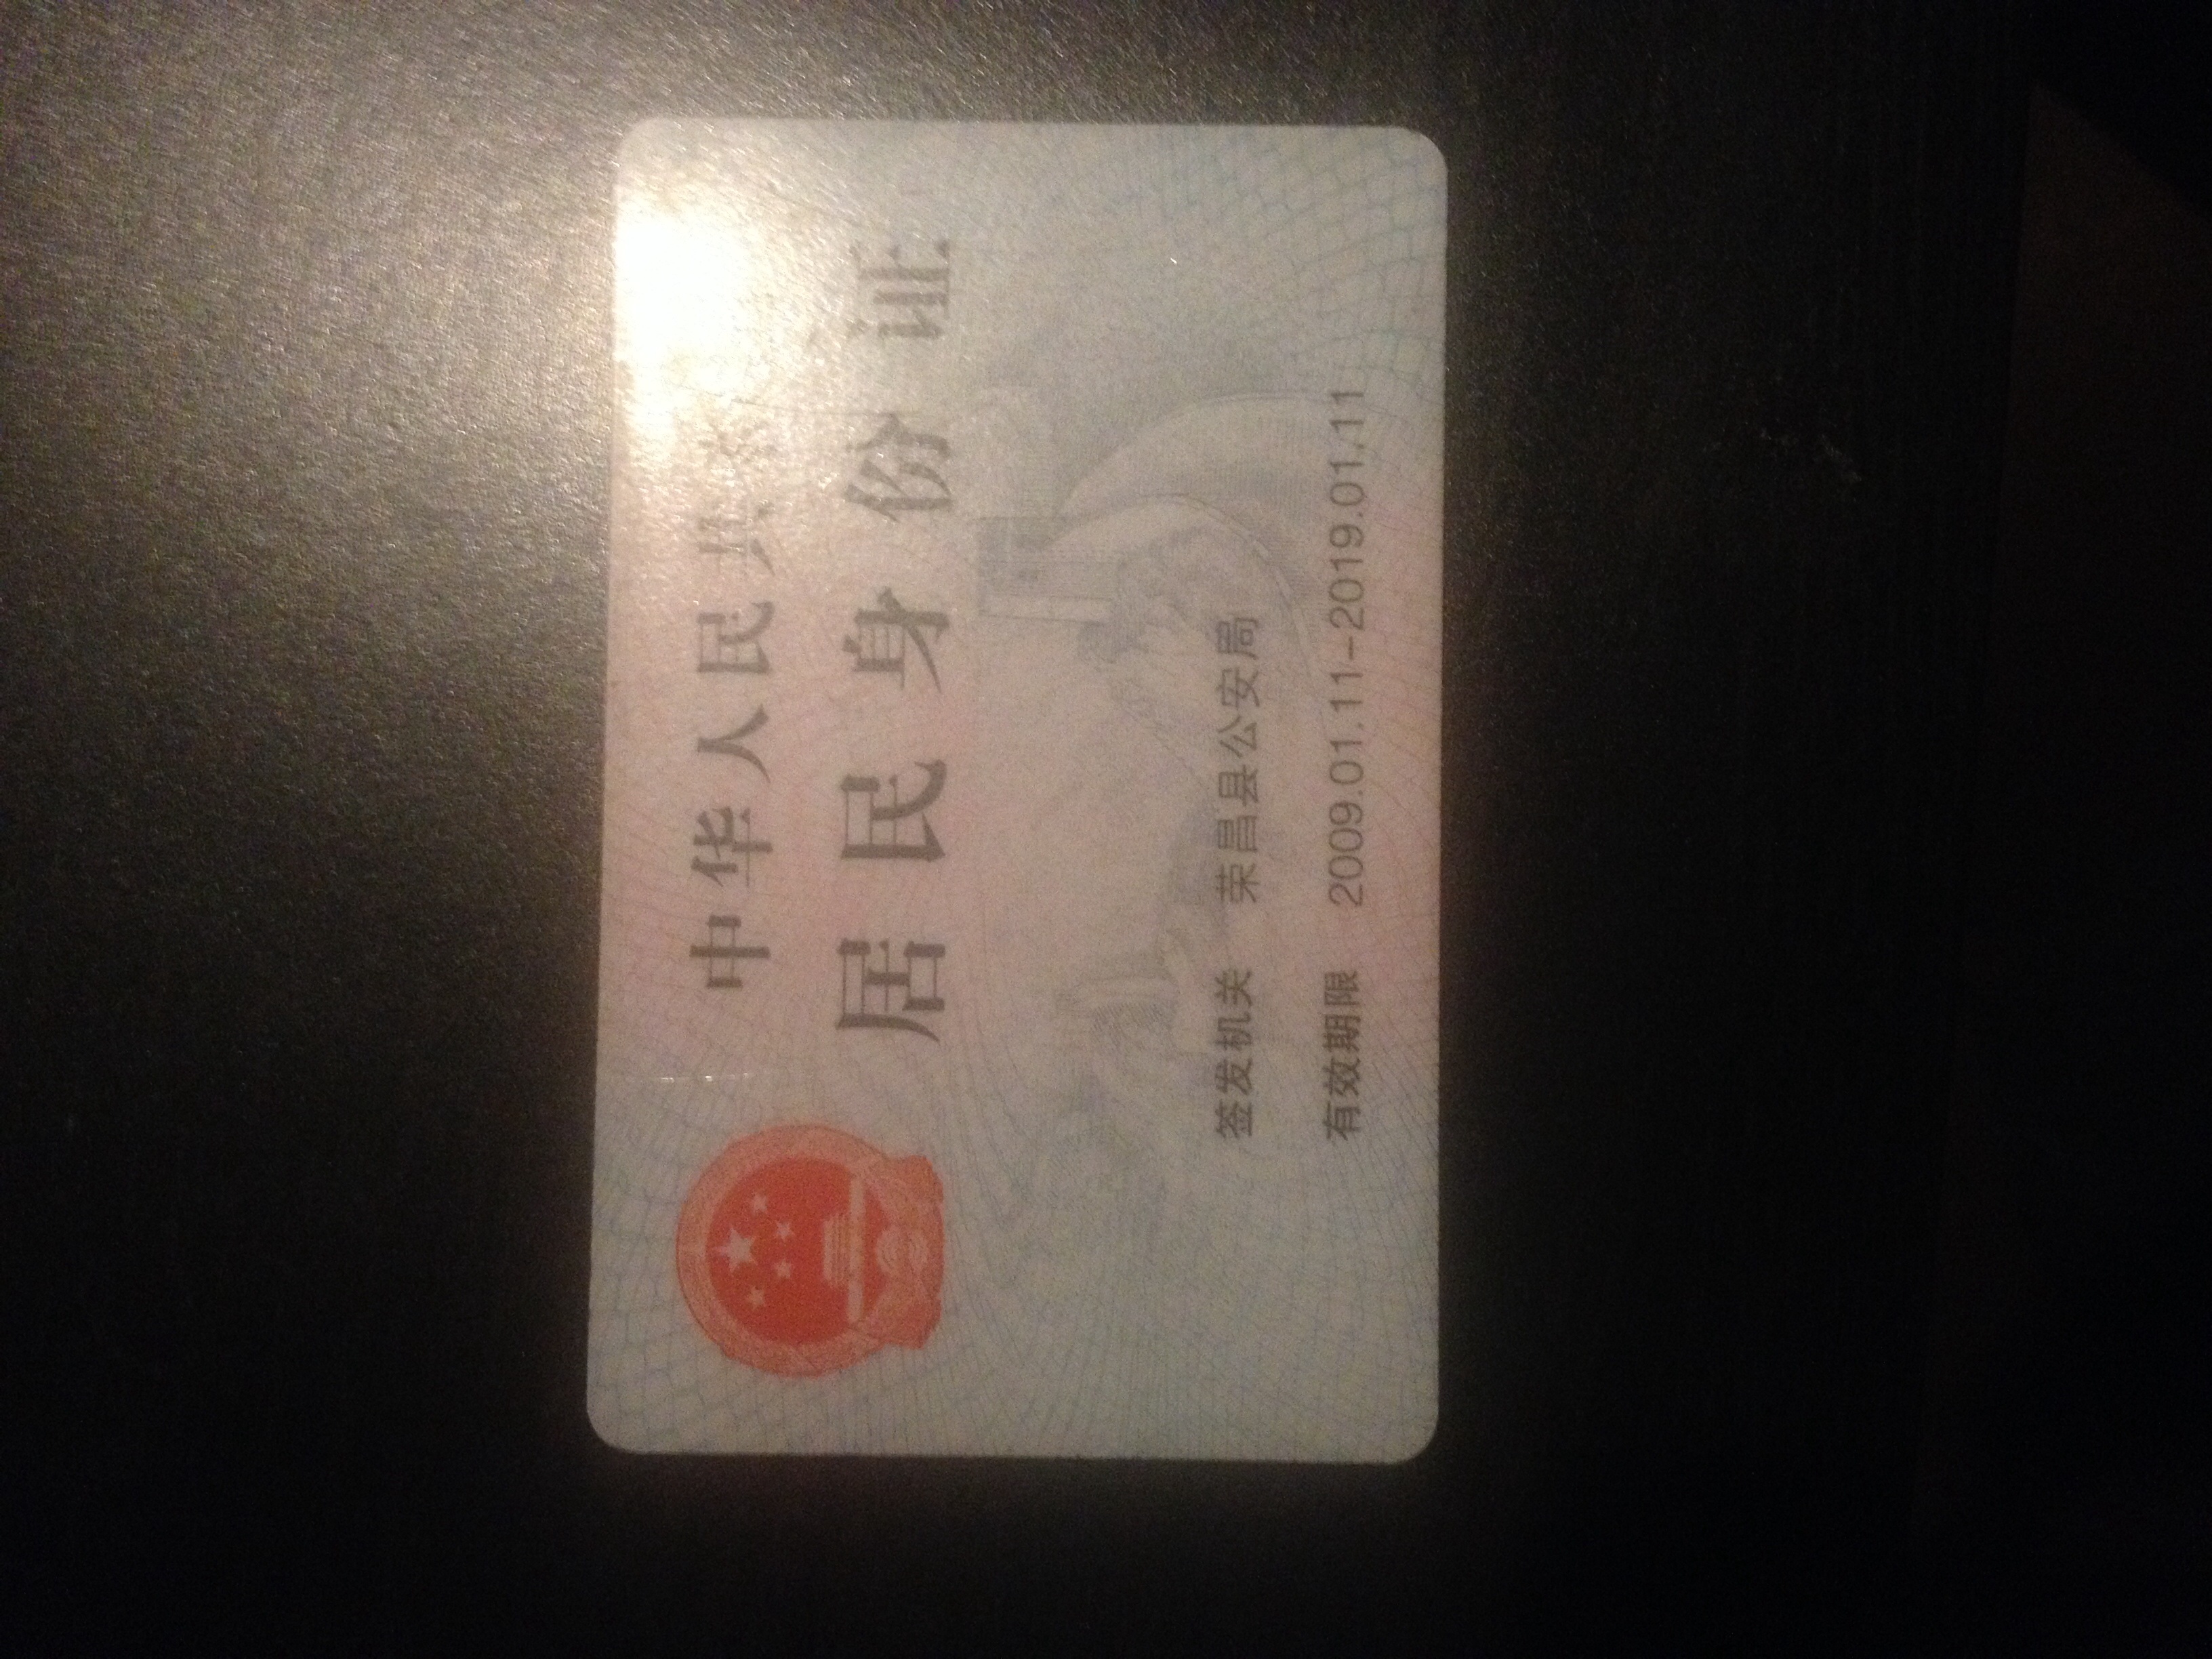 中华人民共
居民身份证
签发机关 荣昌县公安局
有效期限 2009.01.11-2019.01.11